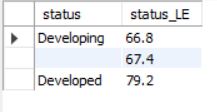 status status_LE
Developing 66.8
67.4
Developed 79.2